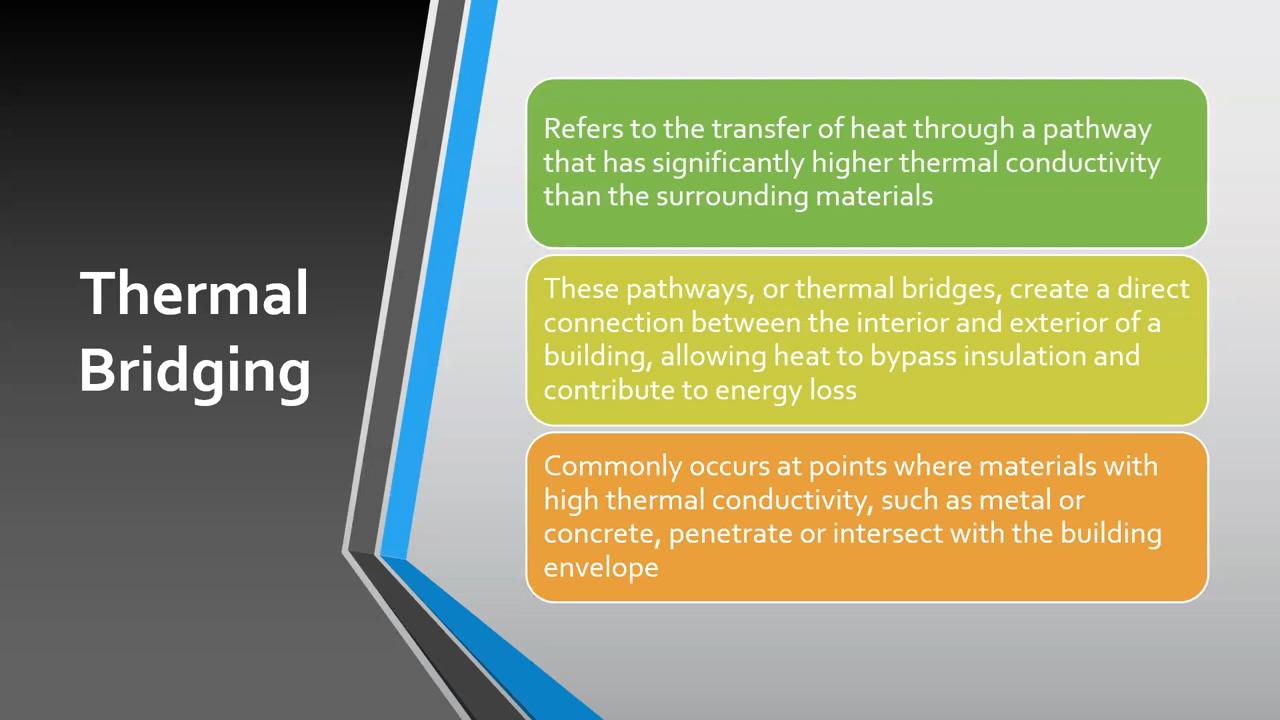 Thermal
Bridging
Refers to the transfer of heat through a pathway
that has significantly higher thermal conductivity
than the surrounding materials
These pathways, or thermal bridges, create a direct
connection between the interior and exterior of a
building, allowing heat to bypass insulation and
contribute to energy loss
Commonly occurs at points where materials with
high thermal conductivity, such as metal or
concrete, penetrate or intersect with the building
envelope